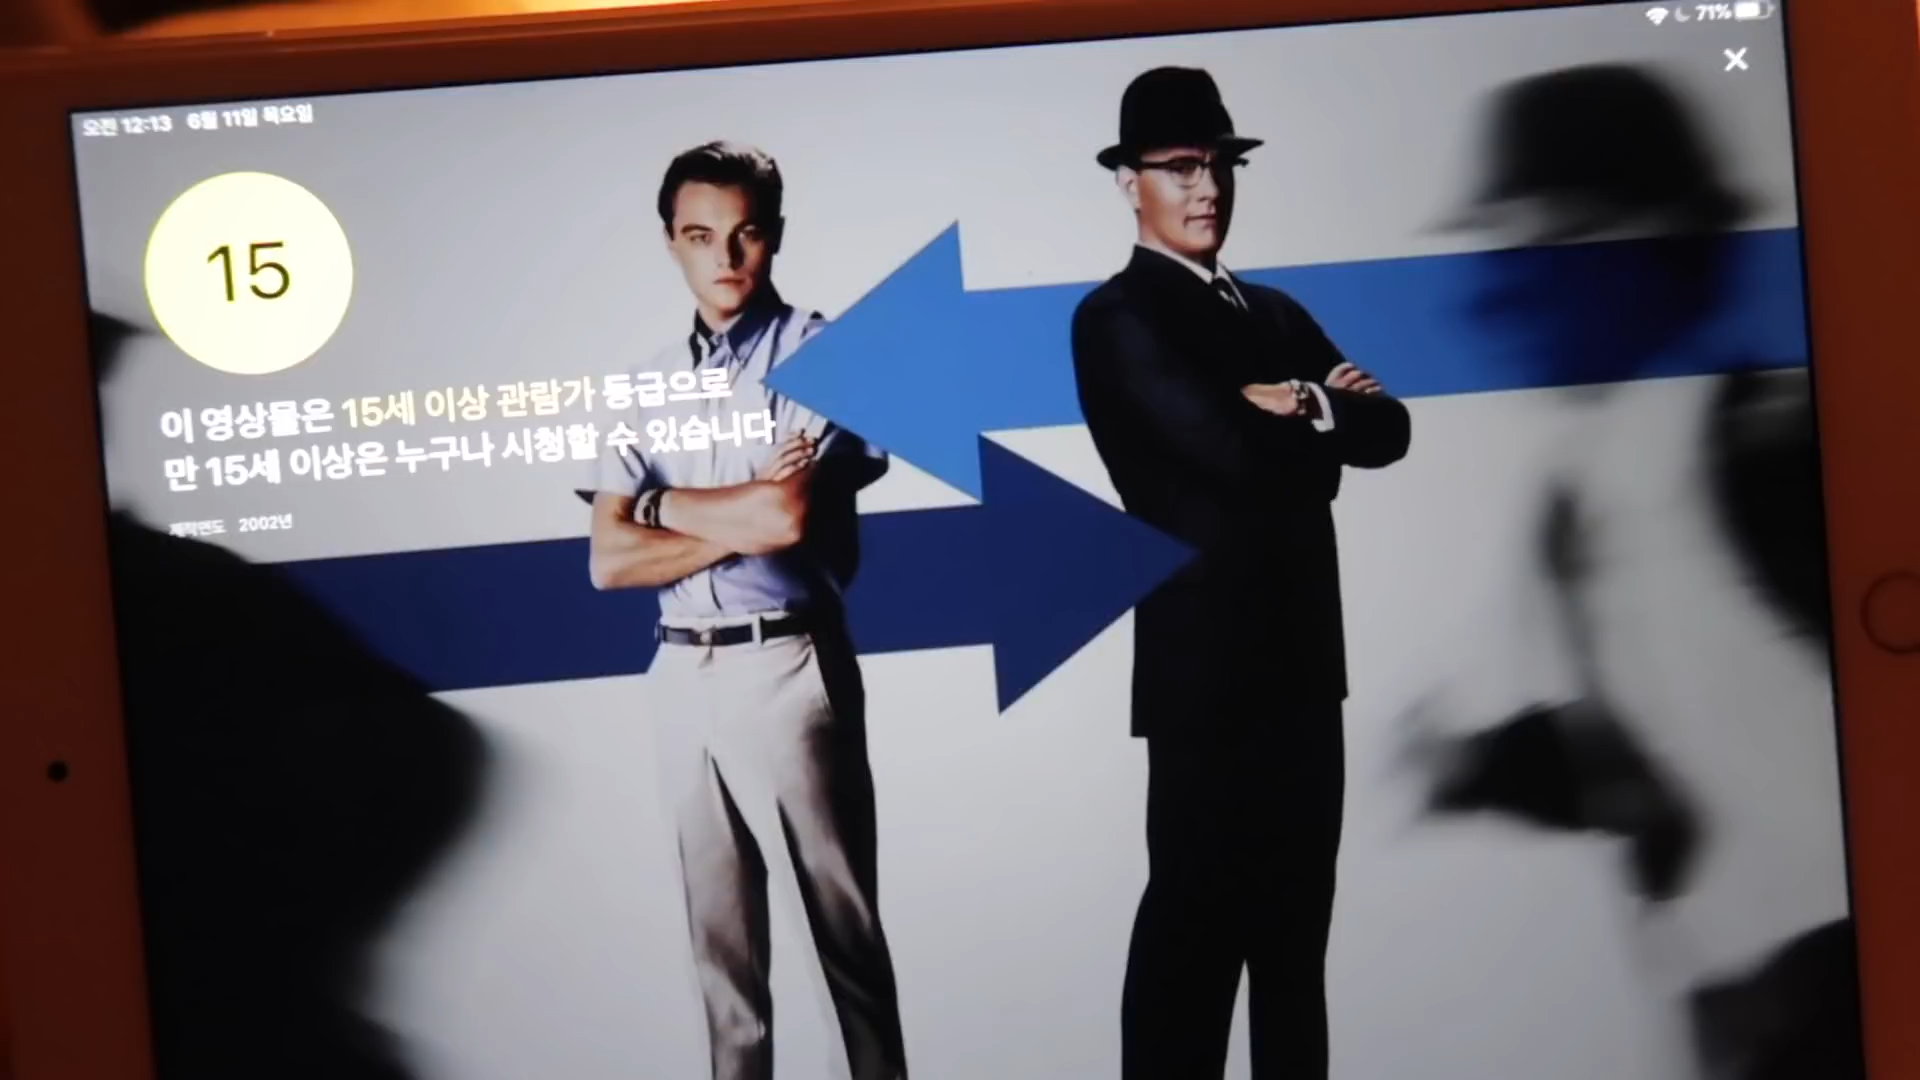 오전 12:13 6월 11일 목요일
71%
15
이 영상물은 15세 이상 관람가 등급으로
만 15세 이상은 누구나 시청할 수 있습니다
제작연도 2002년